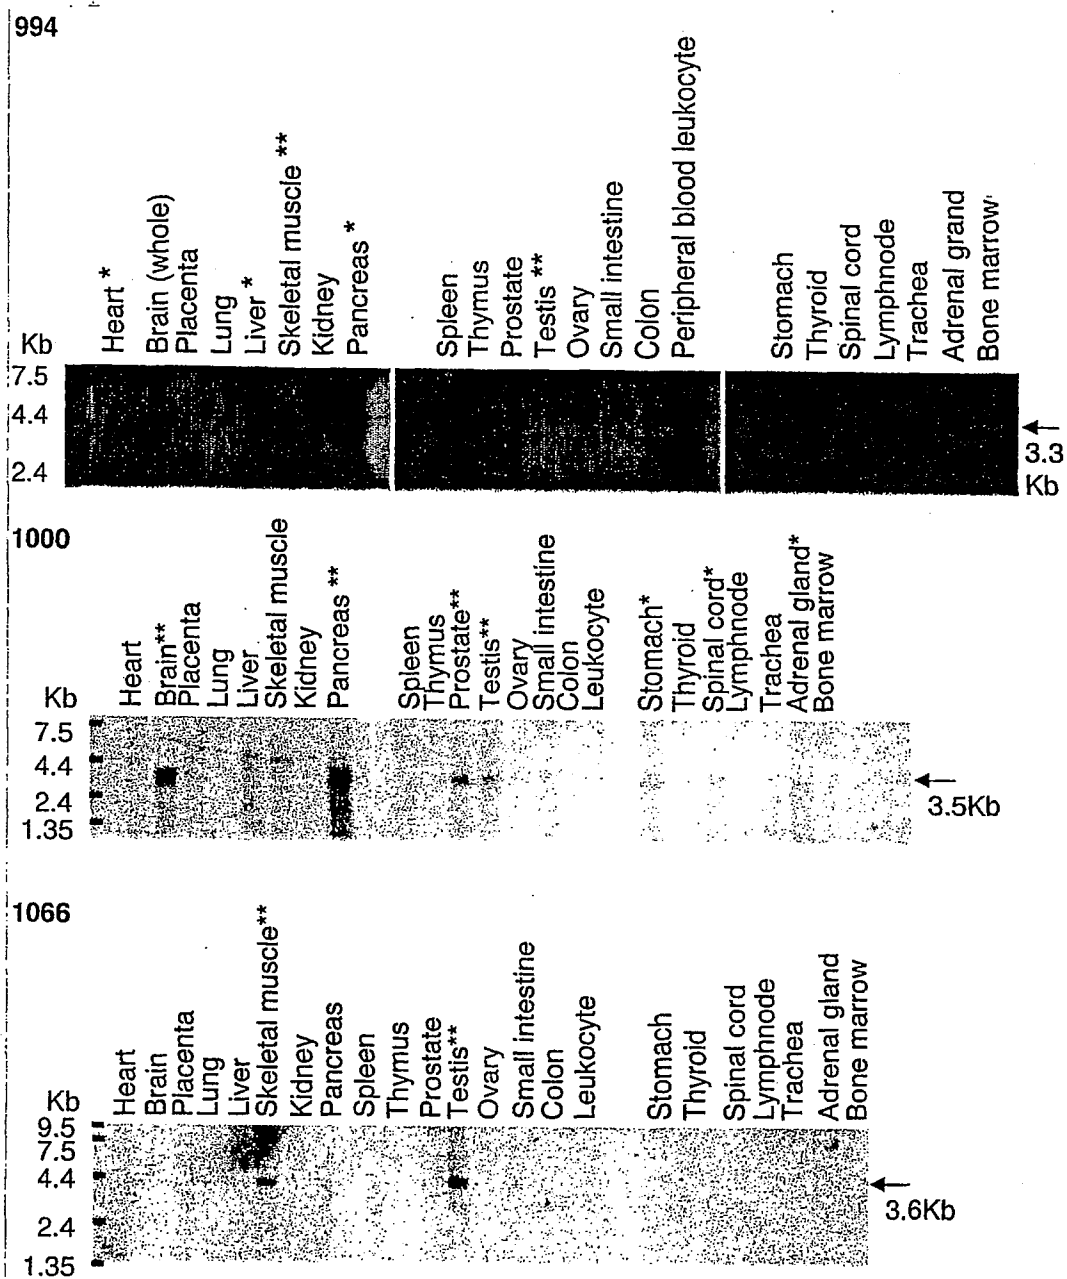 994
Heart *
Brain (whole)
Placenta
Lung
Liver *
Skeletal muscle **
Kidney
Pancreas *
Spleen
Thymus
Prostate
Testis **
Ovary
Small intestine
Colon
Peripheral blood leukocyte
Stomach
Thyroid
Spinal cord
Lymphnode
Trachea
Adrenal grand
Bone marrow
Kb
7.5
4.4
2.4
3.3
Kb
1000
Heart
Brain**
Placenta
Lung
Liver
Skeletal muscle
Kidney
Pancreas **
Spleen
Thymus
Prostate**
Testis**
Ovary
Small intestine
Colon
Leukocyte
Stomach*
Thyroid
Spinal cord*
Lymphnode
Trachea
Adrenal gland*
Bone marrow
Kb
7.5
4.4
2.4
1.35
3.5Kb
1066
Heart
Brain
Placenta
Lung
Liver
Skeletal muscle**
Kidney
Pancreas
Spleen
Thymus
Prostate
Testis**
Ovary
Small intestine
Colon
Leukocyte
Stomach
Thyroid
Spinal cord
Lymphnode
Trachea
Adrenal gland
Bone marrow
Kb
9.5
7.5
4.4
2.4
1.35
3.6Kb